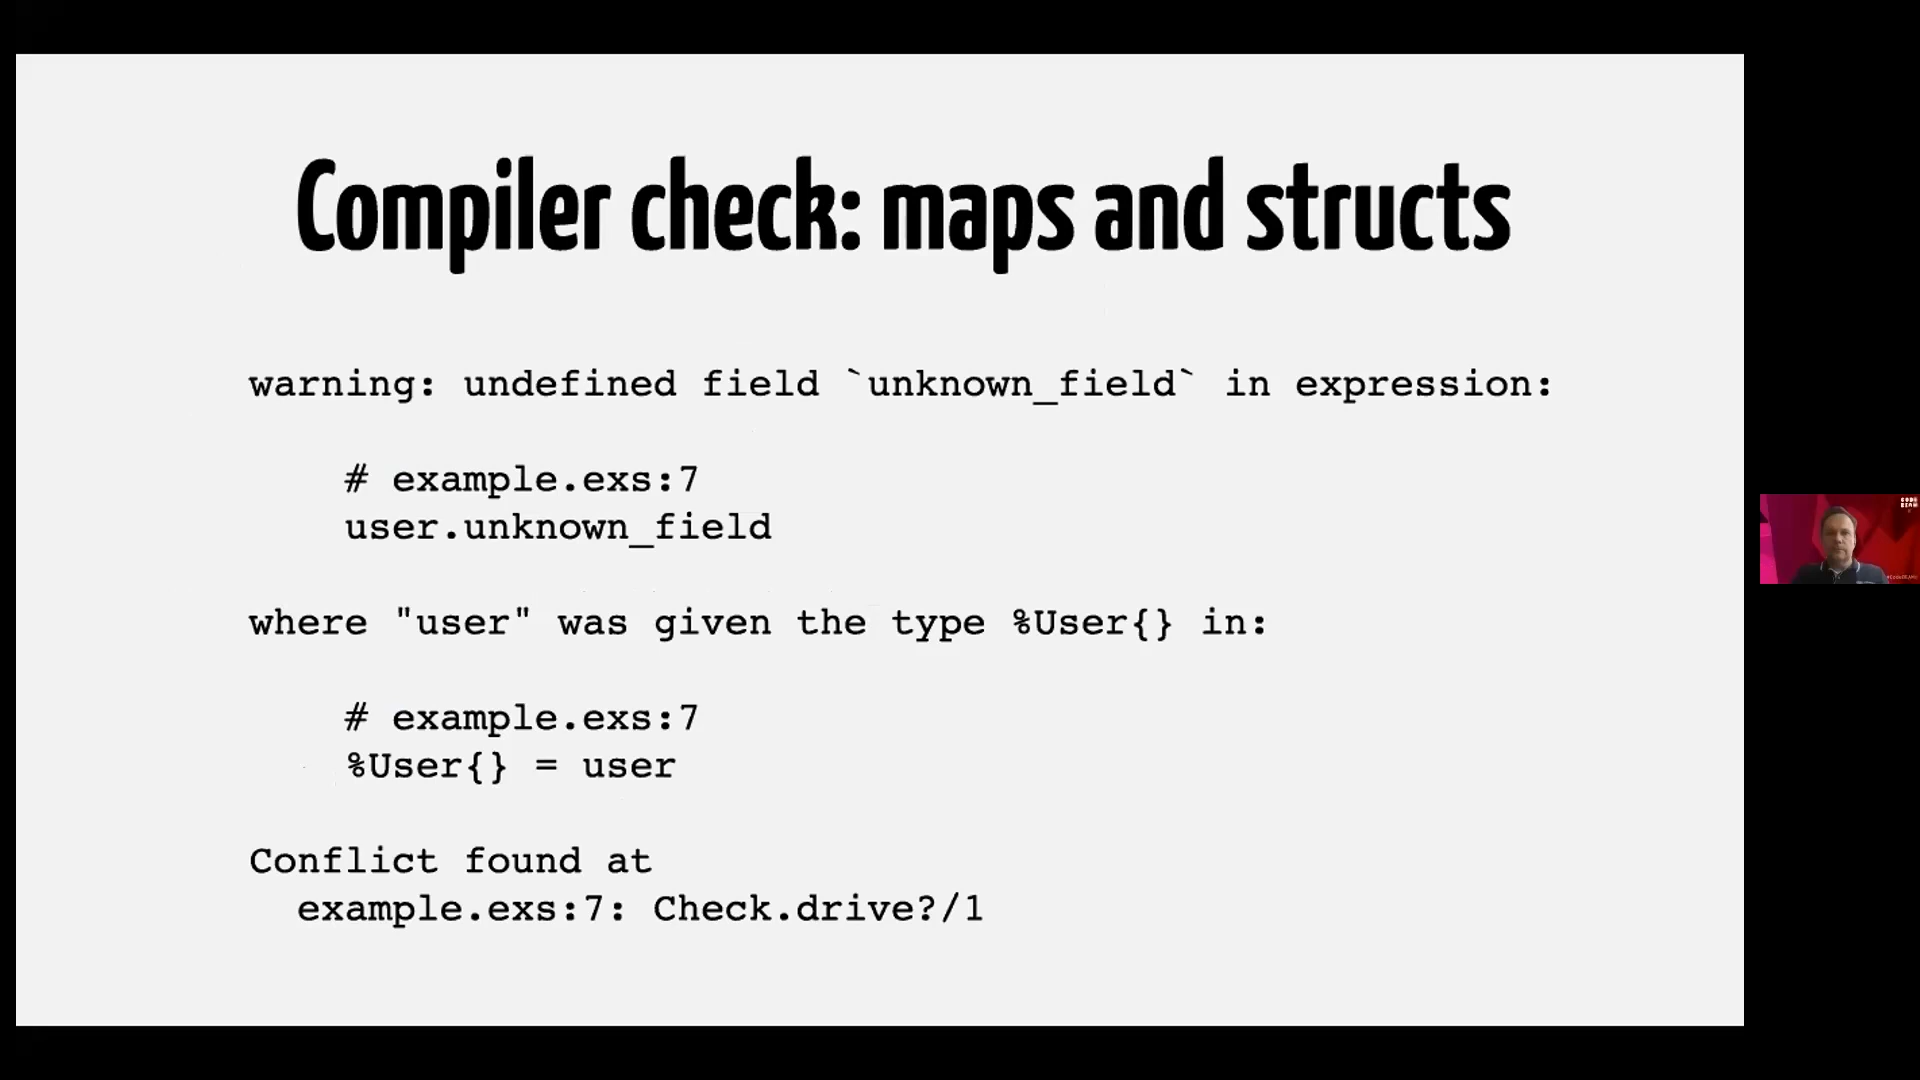 Compiler check: maps and structs
warning: undefined field `unknown_field` in expression:
# example.exs:7
user.unknown_field
where "user" was given the type %User{} in:
# example.exs:7
%User{} = user
Conflict found at
example.exs:7: Check.drive?/1
CODE
BEAM